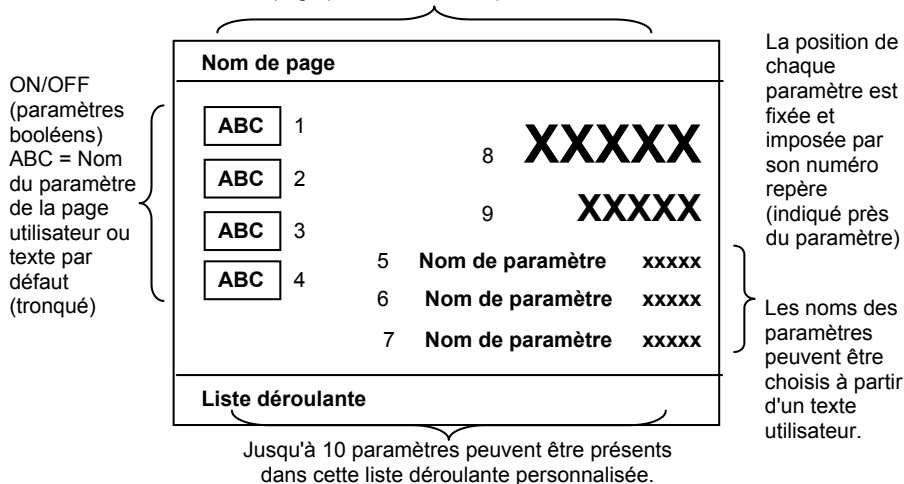 Nom de page
ON/OFF
(paramètres
booléens)
ABC = Nom
du paramètre
de la page
utilisateur ou
texte par
défaut
(tronqué)
ABC 1
ABC 2
ABC 3
ABC 4
8 XXXXX
9 XXXXX
5 Nom de paramètre xxxxx
6 Nom de paramètre xxxxx
7 Nom de paramètre xxxxx
La position de
chaque
paramètre est
fixée et
imposée par
son numéro
repère
(indiqué près
du paramètre)
Les noms des
paramètres
peuvent être
choisis à partir
d'un texte
utilisateur.
Liste déroulante
Jusqu'à 10 paramètres peuvent être présents
dans cette liste déroulante personnalisée.